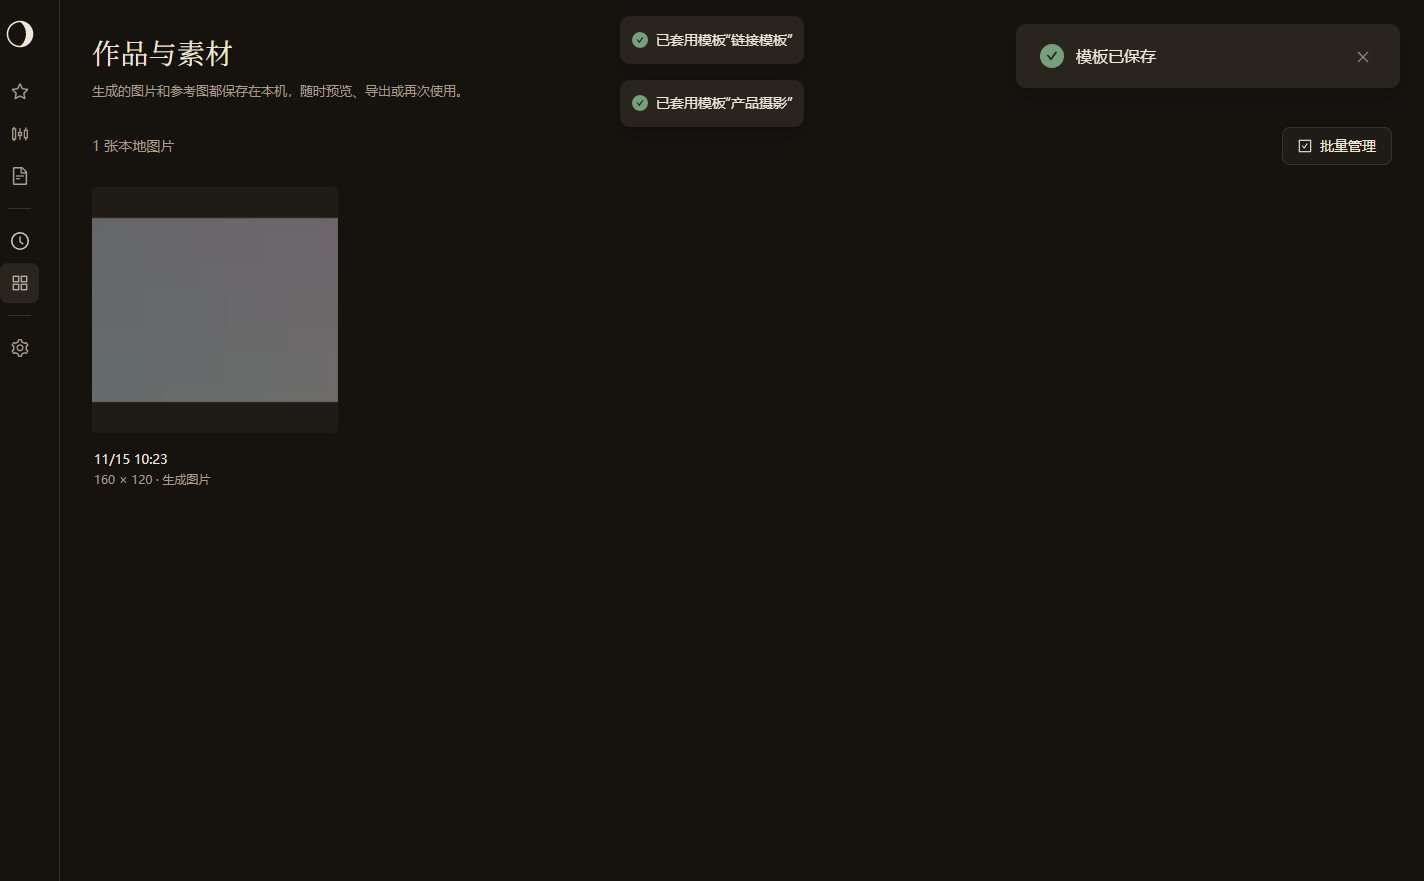 作品与素材
生成的图片和参考图都保存在本机，随时预览、导出或再次使用。
已套用模板“链接模板”
已套用模板“产品摄影”
模板已保存
1 张本地图片
批量管理
11/15 10:23
160 × 120 · 生成图片